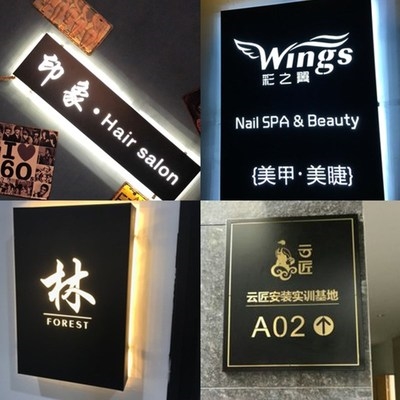 印象·Hair salon
I ❤
60
Wings
彩之翼
Nail SPA & Beauty
{美甲·美睫}
林
FOREST
云匠
云匠安装实训基地
A02